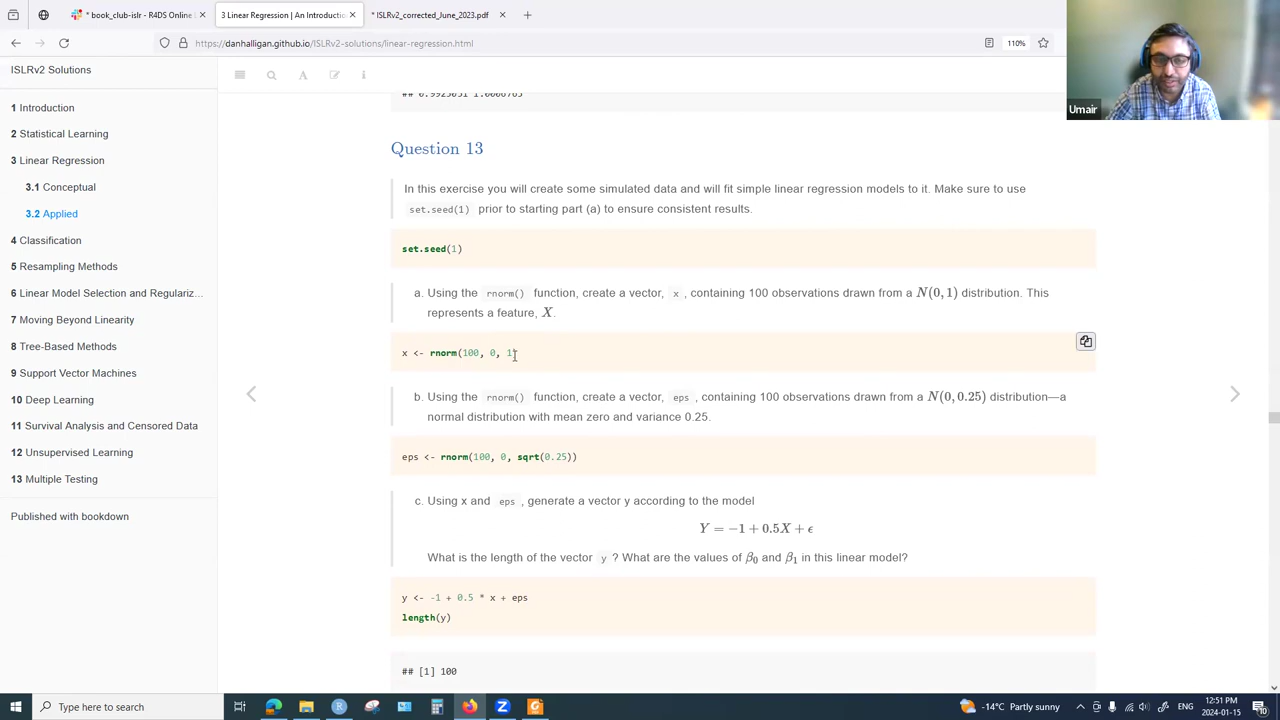 book_club-islr - R4DS Online
3 Linear Regression | An Introduction
* ISLRv2_corrected_June_2023.pdf
https://danhalligan.github.io/ISLRv2-solutions/linear-regression.html
110%
Umair
ISLRv2 Solutions
1 Introduction
2 Statistical Learning
3 Linear Regression
3.1 Conceptual
3.2 Applied
4 Classification
5 Resampling Methods
6 Linear Model Selection and Regulariz...
7 Moving Beyond Linearity
8 Tree-Based Methods
9 Support Vector Machines
10 Deep Learning
11 Survival Analysis and Censored Data
12 Unsupervised Learning
13 Multiple Testing
Published with bookdown
Question 13
In this exercise you will create some simulated data and will fit simple linear regression models to it. Make sure to use
set.seed(1) prior to starting part (a) to ensure consistent results.
set.seed(1)
a. Using the rnorm() function, create a vector, x , containing 100 observations drawn from a N(0, 1) distribution. This
represents a feature, X.
x <- rnorm(100, 0, 1)
b. Using the rnorm() function, create a vector, eps , containing 100 observations drawn from a N(0, 0.25) distribution—a
normal distribution with mean zero and variance 0.25.
eps <- rnorm(100, 0, sqrt(0.25))
c. Using x and eps , generate a vector y according to the model
Y = −1 + 0.5X + ϵ
What is the length of the vector y ? What are the values of β0 and β1 in this linear model?
y <- -1 + 0.5 * x + eps
length(y)
## [1] 100
Type here to search
-14°C Partly sunny
12:51 PM
2024-01-15